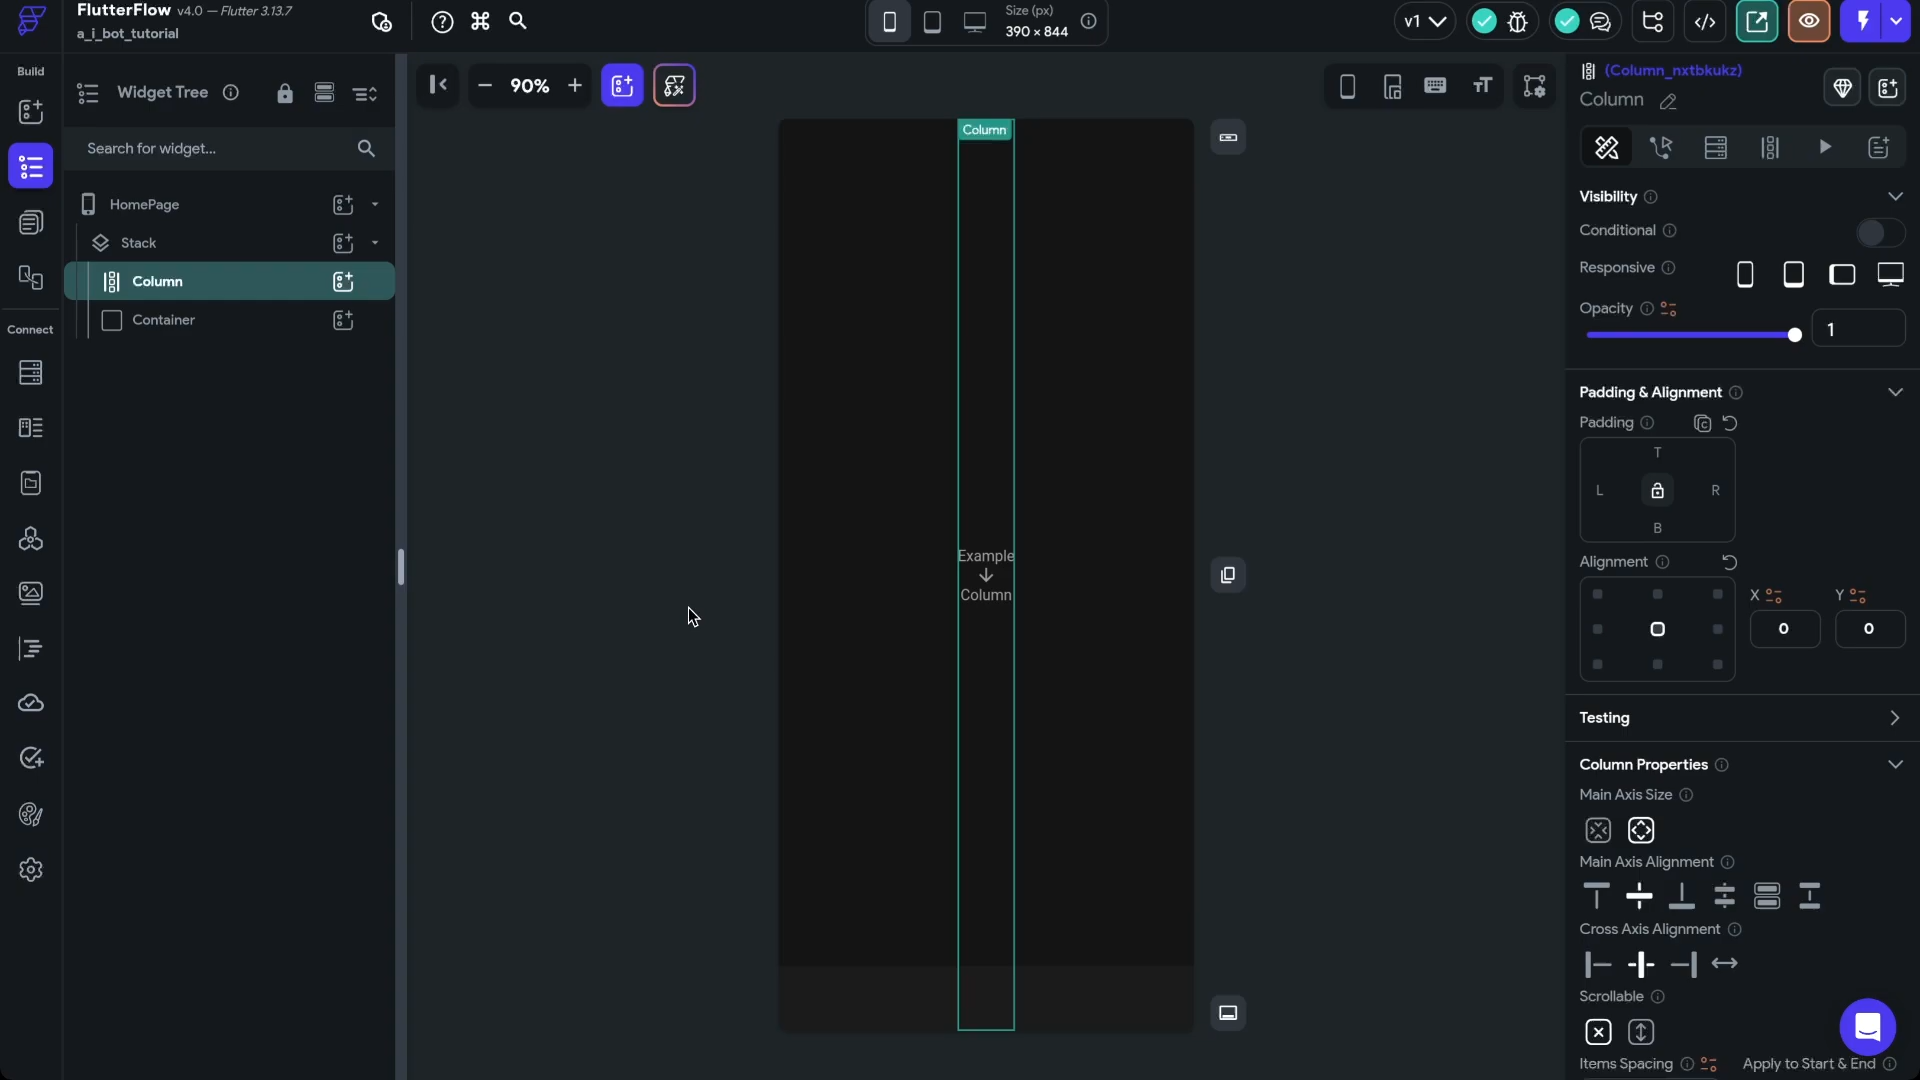 FlutterFlow v4.0 — Flutter 3.13.7
a_i_bot_tutorial
Size (px)
390 × 844
v1
Build
Widget Tree
Search for widget...
HomePage
Stack
Column
Container
Connect
90%
Column
Example
Column
(Column_nxtbkukz)
Column
Visibility
Conditional
Responsive
Opacity
1
Padding & Alignment
Padding
T
L
R
B
Alignment
X
Y
0
0
Testing
Column Properties
Main Axis Size
Main Axis Alignment
Cross Axis Alignment
Scrollable
Items Spacing
Apply to Start & End